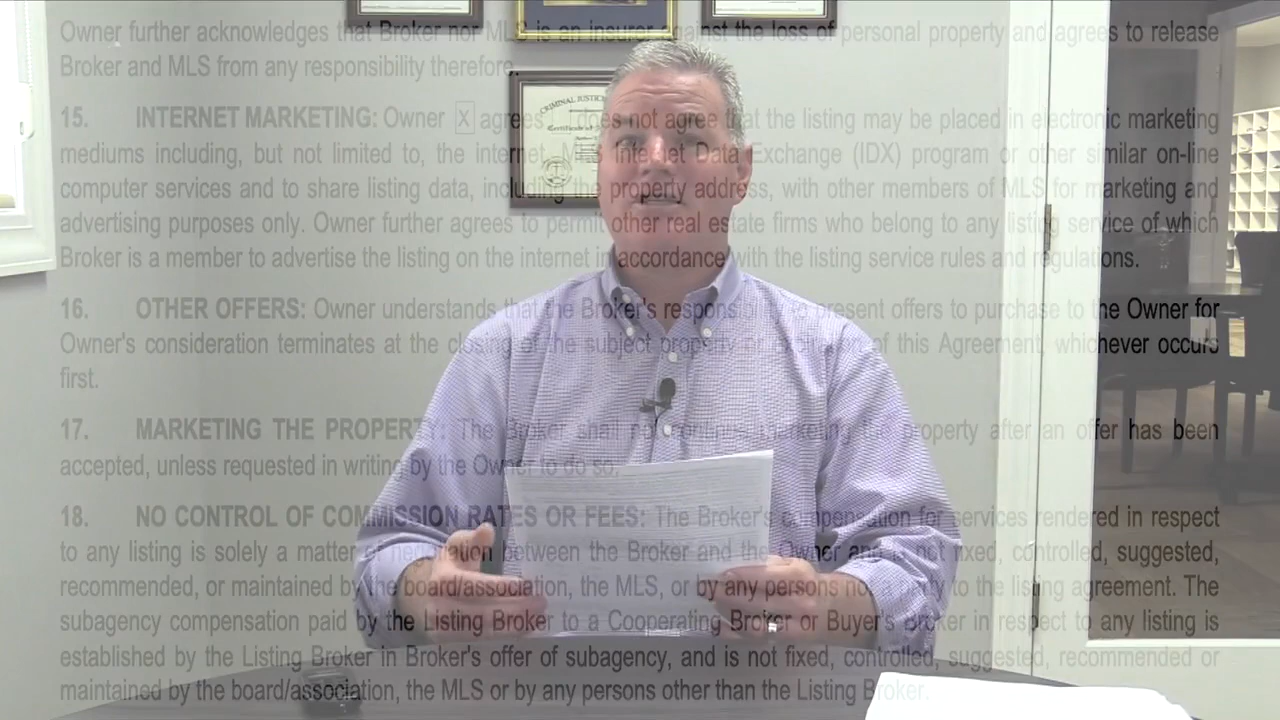 Owner further acknowledges that Broker nor MLS is an insurer against the loss of personal property and agrees to release
Broker and MLS from any responsibility therefore.
CRIMINAL JUSTICE
Certificate of
15. INTERNET MARKETING: Owner X agrees does not agree that the listing may be placed in electronic marketing
mediums including, but not limited to, the internet, Exchange (IDX) program or other similar on-line
computer services and to share listing data, including the property address, with other members of MLS for marketing and
advertising purposes only. Owner further agrees to permit real estate firms who belong to any listing service of which
Broker is a member to advertise the listing on the internet in accordance with the listing service rules and regulations.
16. OTHER OFFERS: Owner understands that the Broker's responsibility to present offers to purchase to the Owner for
Owner's consideration terminates at the closing of the subject property or expiration of this Agreement, whichever occurs
first.
17. MARKETING THE PROPERTY: The Broker shall not continue marketing the property after an offer has been
accepted, unless requested in writing by the Owner to do so.
18. NO CONTROL OF COMMISSION RATES OR FEES: The Broker's compensation for services rendered in respect
to any listing is solely a matter of negotiation between the Broker and the Owner and is not fixed, controlled, suggested,
recommended, or maintained by the board/association, the MLS, or by any persons not party to the listing agreement. The
subagency compensation paid by the Listing Broker to a Cooperating Broker or Buyer's broker in respect to any listing is
established by the Listing Broker in Broker's offer of subagency, and is not fixed, controlled, suggested, recommended or
maintained by the board/association, the MLS or by any persons other than the Listing Broker.